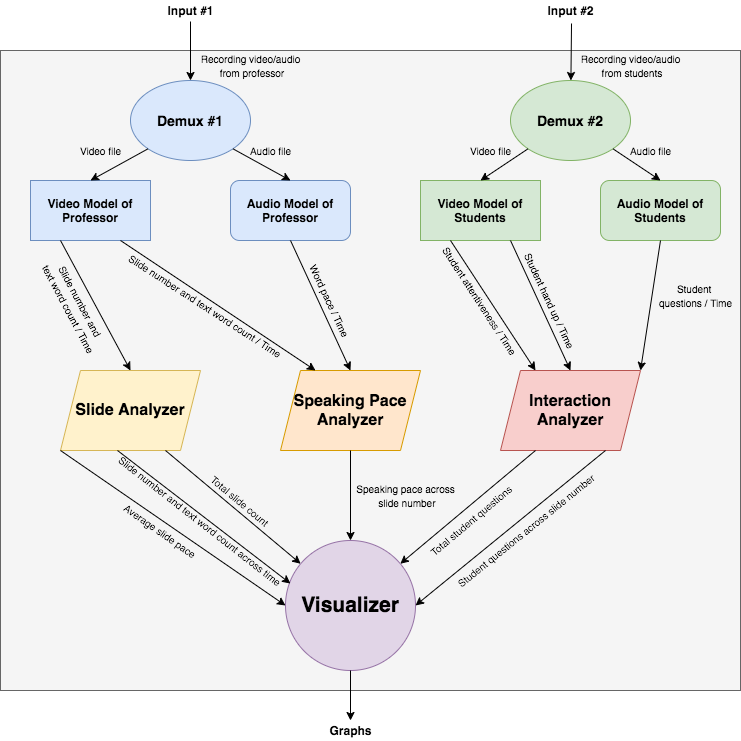 Input #1
Input #2
Recording video/audio
from professor
Recording video/audio
from students
Demux #1
Demux #2
Video file
Audio file
Video file
Audio file
Video Model of
Professor
Audio Model of
Professor
Video Model of
Students
Audio Model of
Students
Slide number and
text word count / Time
Slide number and text word count / Time
Word pace / Time
Student attentiveness / Time
Student hand up / Time
Student
questions / Time
Slide Analyzer
Speaking Pace
Analyzer
Interaction
Analyzer
Average slide pace
Slide number and text word count across time
Total slide count
Speaking pace across
slide number
Total student questions
Student questions across slide number
Visualizer
Graphs